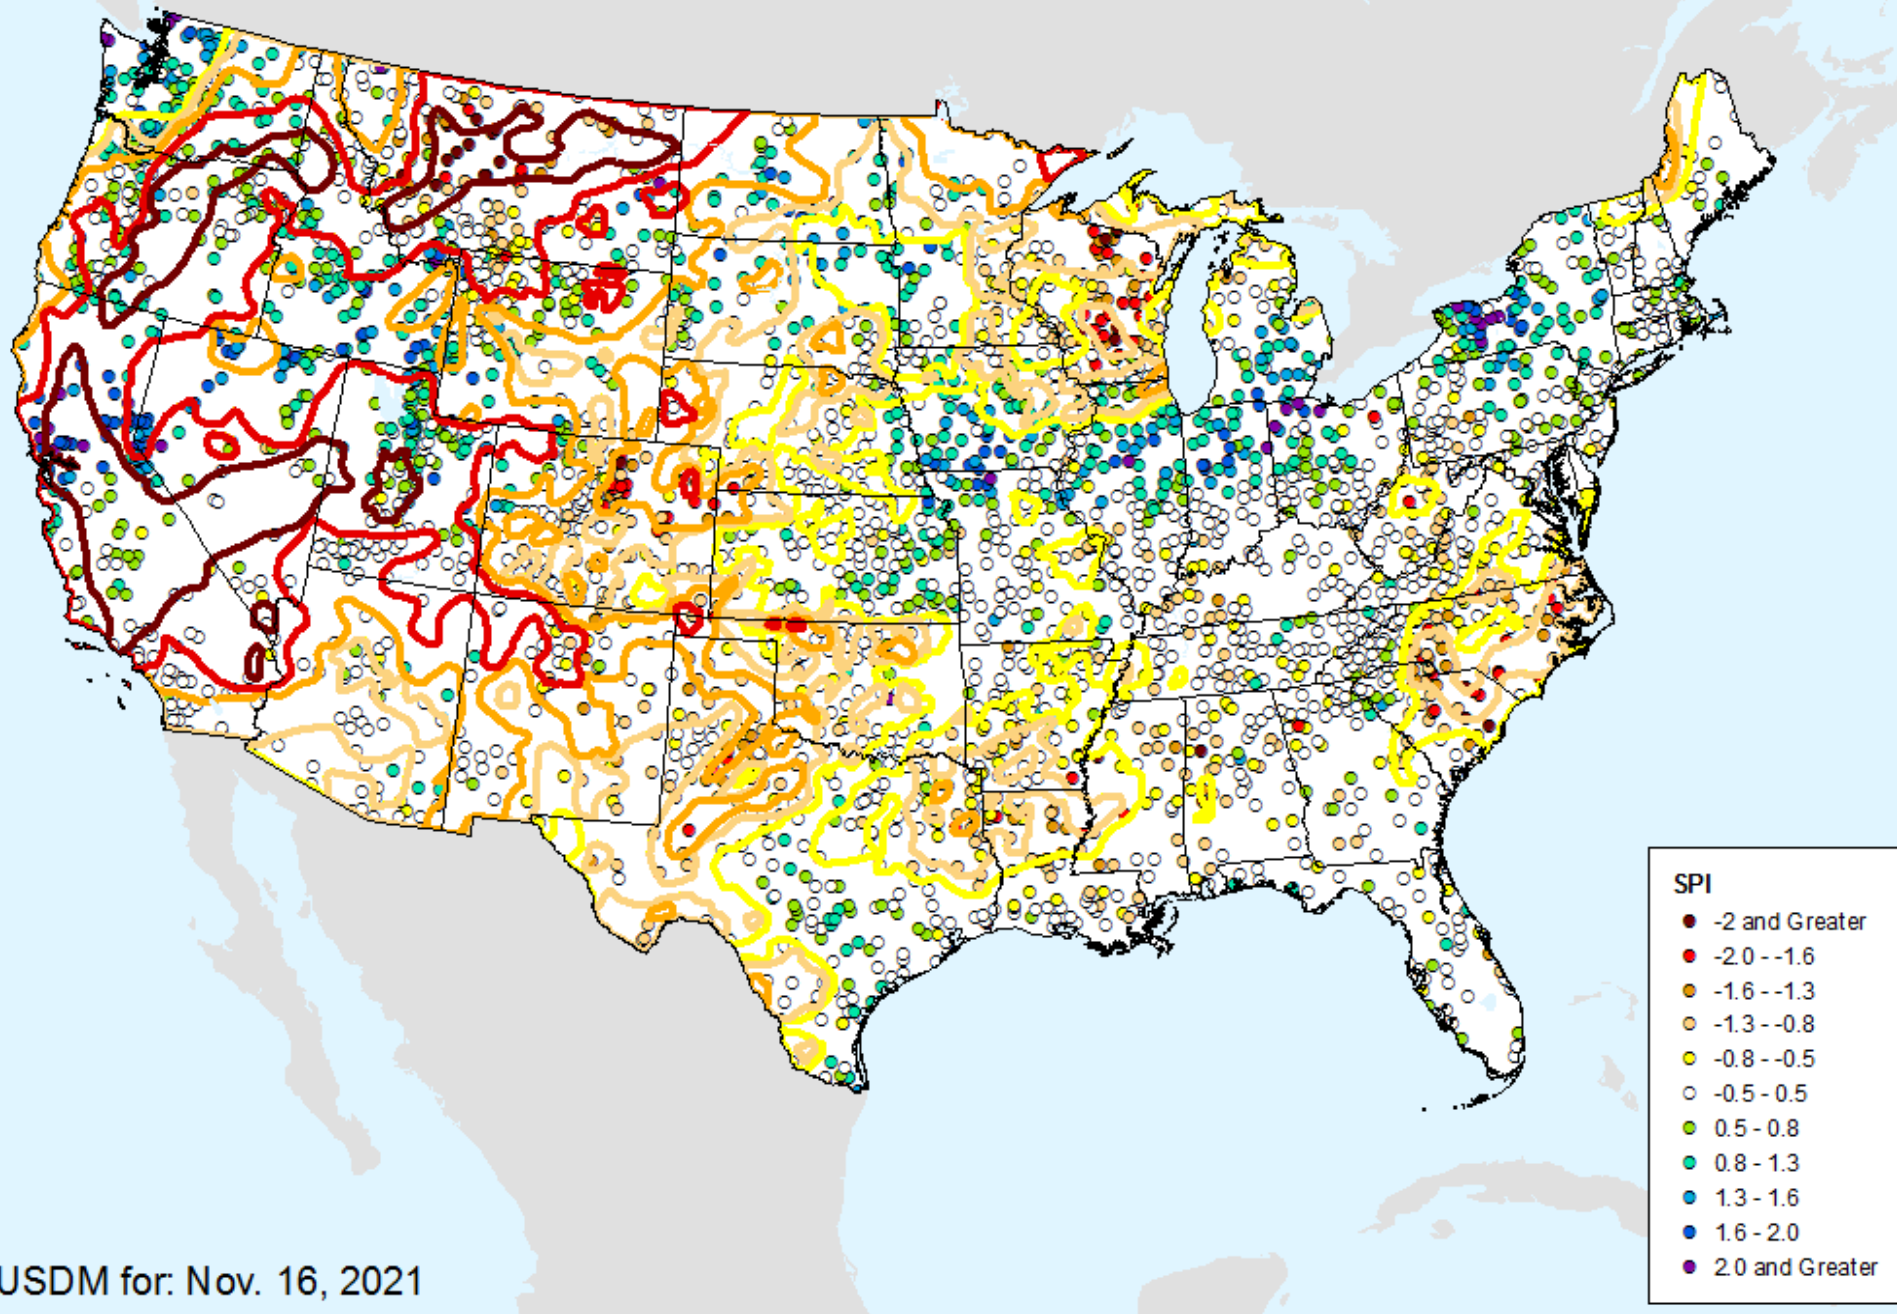 SPI
-2 and Greater
-2.0 - -1.6
-1.6 - -1.3
-1.3 - -0.8
-0.8 - -0.5
-0.5 - 0.5
0.5 - 0.8
0.8 - 1.3
1.3 - 1.6
1.6 - 2.0
2.0 and Greater
USDM for: Nov. 16, 2021